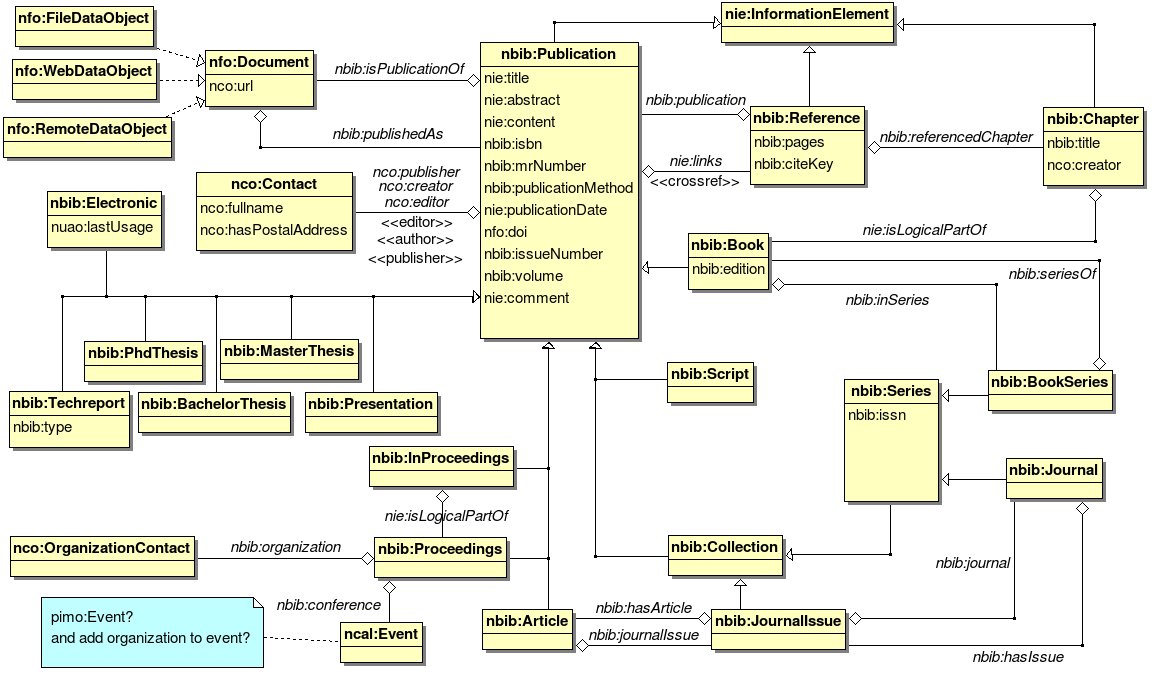 nfo:FileDataObject
nfo:WebDataObject
nfo:RemoteDataObject
nfo:Document
nco:url
nbib:isPublicationOf
nbib:publishedAs
nbib:Publication
nie:title
nie:abstract
nie:content
nbib:isbn
nbib:mrNumber
nbib:publicationMethod
nie:publicationDate
nfo:doi
nbib:issueNumber
nbib:volume
nie:comment
nie:InformationElement
nbib:publication
nbib:Reference
nbib:pages
nbib:citeKey
nie:links
<<crossref>>
nbib:referencedChapter
nbib:Chapter
nbib:title
nco:creator
nco:Contact
nco:fullname
nco:hasPostalAddress
nco:publisher
nco:creator
nco:editor
<<editor>>
<<author>>
<<publisher>>
nbib:Electronic
nuao:lastUsage
nbib:Book
nbib:edition
nie:isLogicalPartOf
nbib:seriesOf
nbib:inSeries
nbib:PhdThesis
nbib:MasterThesis
nbib:Techreport
nbib:type
nbib:BachelorThesis
nbib:Presentation
nbib:Script
nbib:Series
nbib:issn
nbib:BookSeries
nbib:Journal
nbib:InProceedings
nie:isLogicalPartOf
nco:OrganizationContact
nbib:organization
nbib:Proceedings
nbib:conference
ncal:Event
pimo:Event?
and add organization to event?
nbib:Collection
nbib:journal
nbib:Article
nbib:hasArticle
nbib:journalIssue
nbib:JournalIssue
nbib:hasIssue